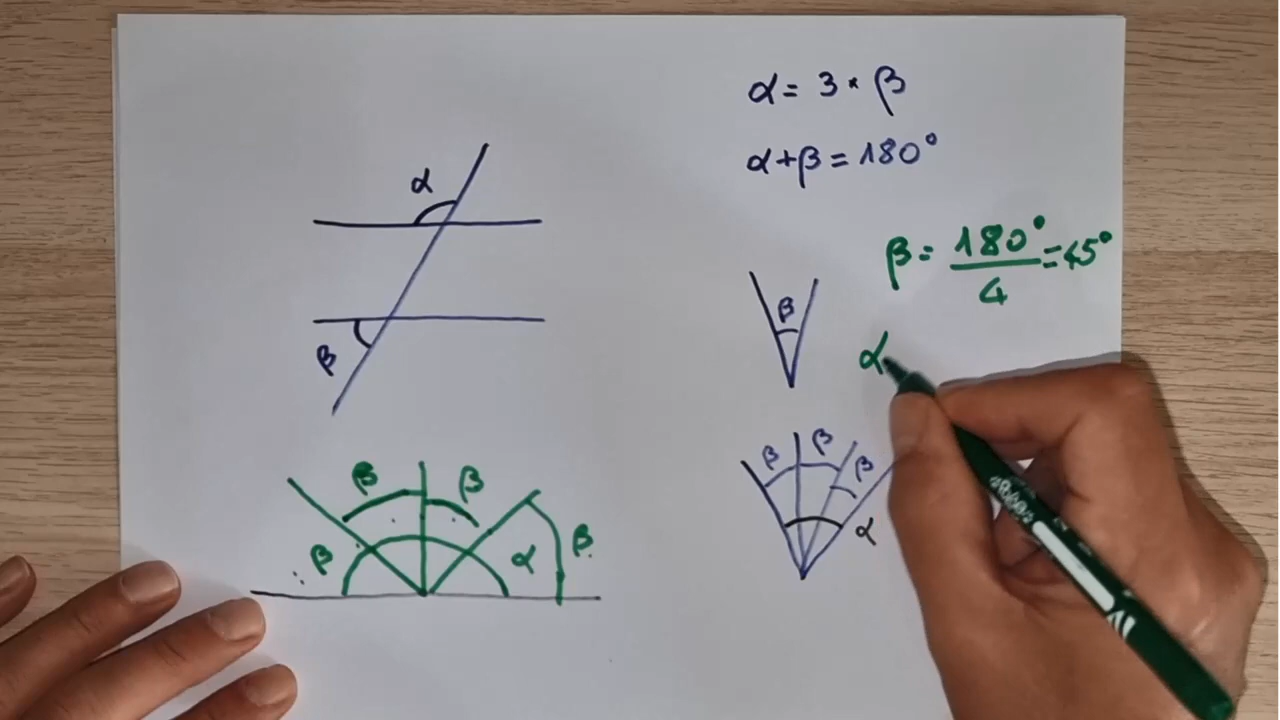 α = 3 * β
α+β = 180°
α
β = 180° / 4 = 45°
β
β
α
β
β
β
α
β
β
β
α
β